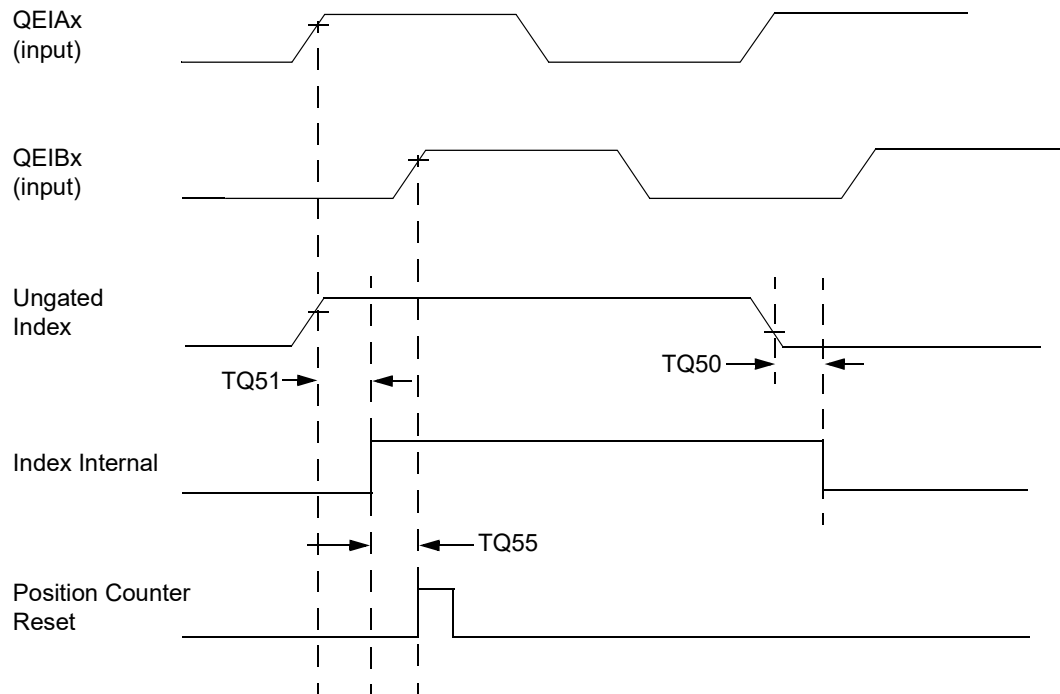 QEIAx
(input)
QEIBx
(input)
Ungated
Index
TQ51
TQ50
Index Internal
TQ55
Position Counter
Reset